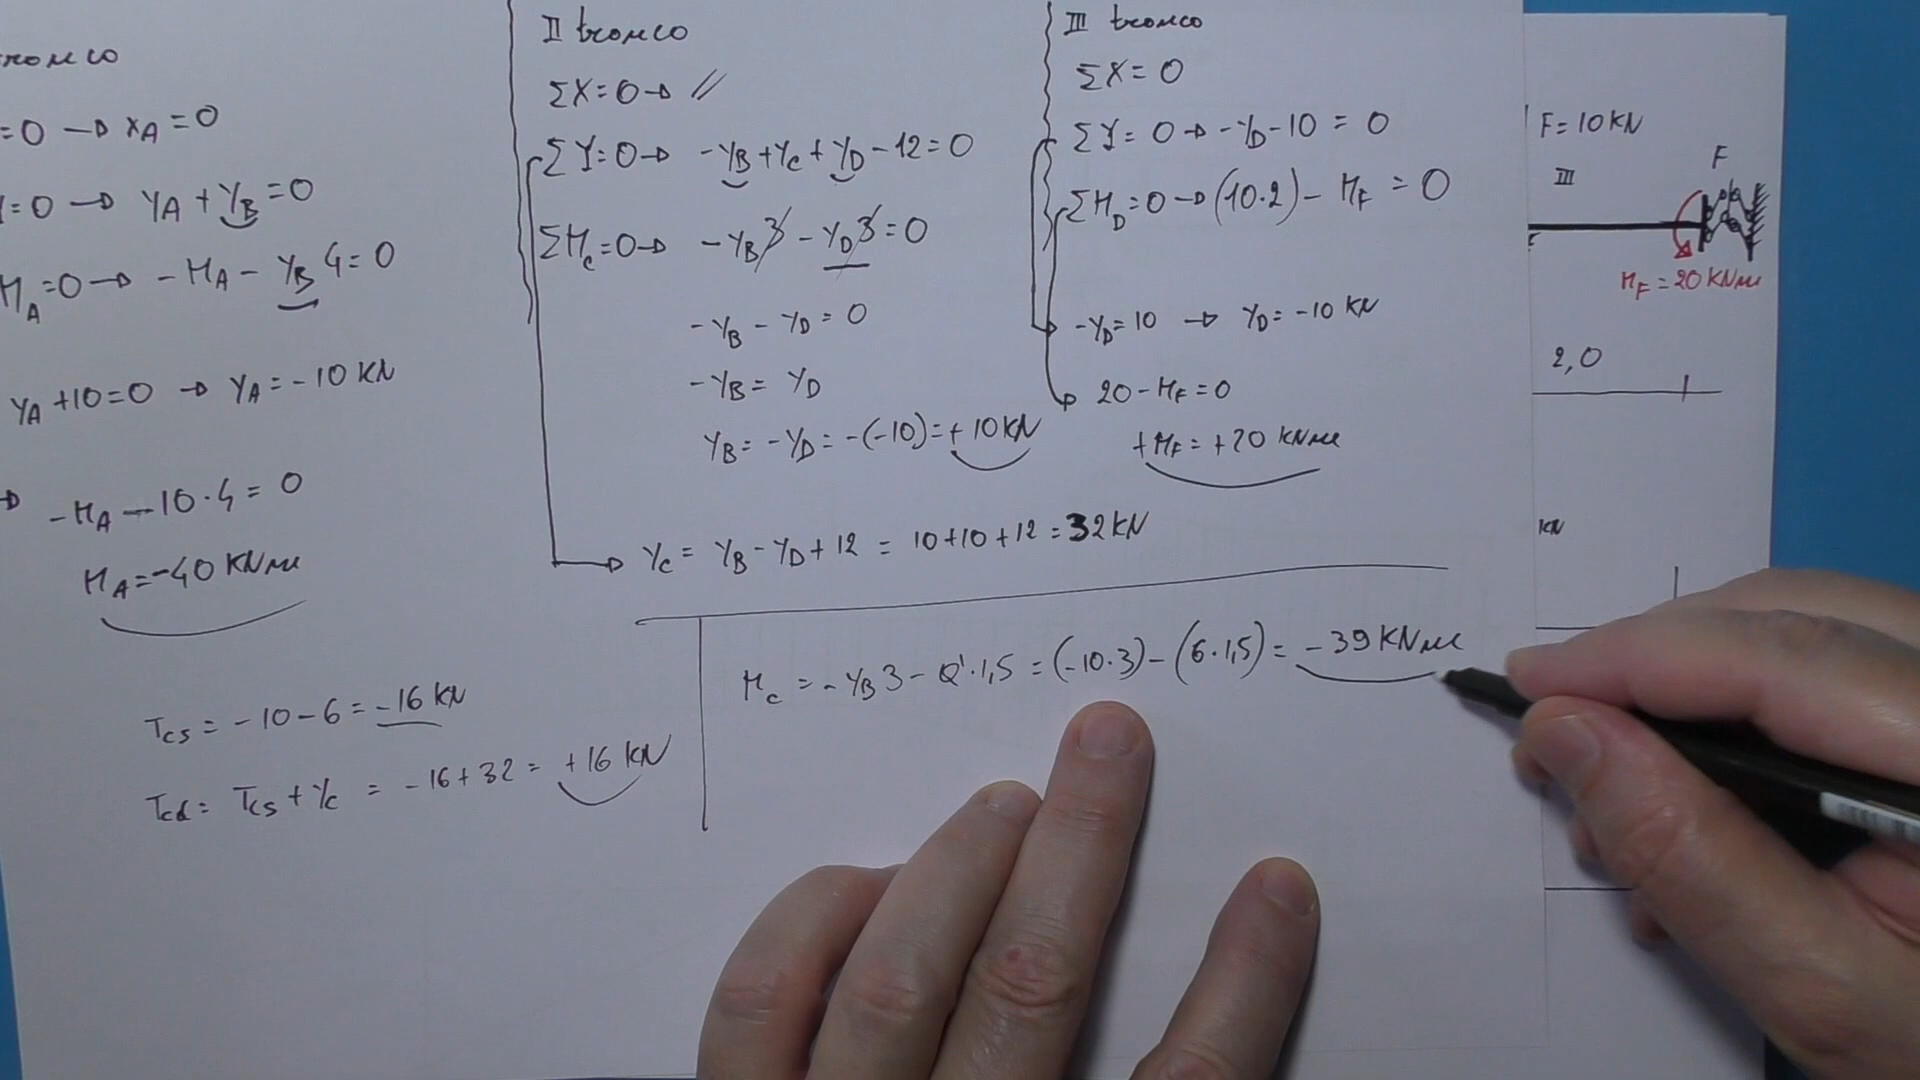 =0 → XA = 0
=0 → YA + YB = 0
MA = 0 → - MA - YB 4 = 0
YA + 10 = 0 → YA = - 10 KN
- MA - 10 · 4 = 0
MA = -40 KNm
II tronco
ΣX = 0 → //
ΣY = 0 → - YB + YC + YD - 12 = 0
ΣMC = 0 → - YB 3 - YD 3 = 0
- YB - YD = 0
- YB = YD
YB = - YD = - (-10) = + 10 KN
YC = YB - YD + 12 = 10 + 10 + 12 = 32 KN
III tronco
ΣX = 0
ΣY = 0 → - YD - 10 = 0
ΣMD = 0 → (10 · 2) - MF = 0
- YD = 10 → YD = - 10 KN
20 - MF = 0
+ MF = + 20 KNm
TCS = - 10 - 6 = - 16 KN
TCd = TCS + YC = - 16 + 32 = + 16 KN
MC = - YB 3 - Q' · 1,5 = (-10 · 3) - (6 · 1,5) = - 39 KNm
F = 10 KN
III
F
MF = 20 KNm
2,0
KN